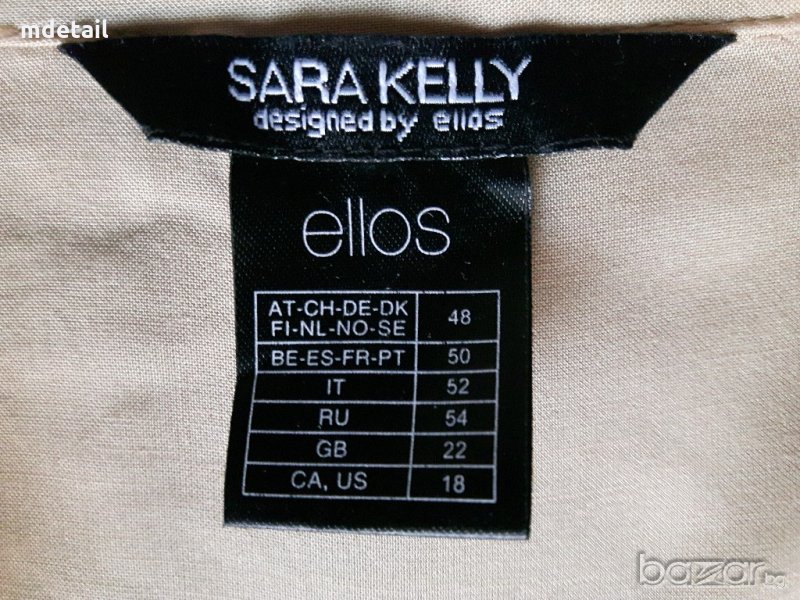 mdetail
SARA KELLY
designed by ellos
ellos
AT-CH-DE-DK
FI-NL-NO-SE 48
BE-ES-FR-PT 50
IT 52
RU 54
GB 22
CA, US 18
bazar.bg